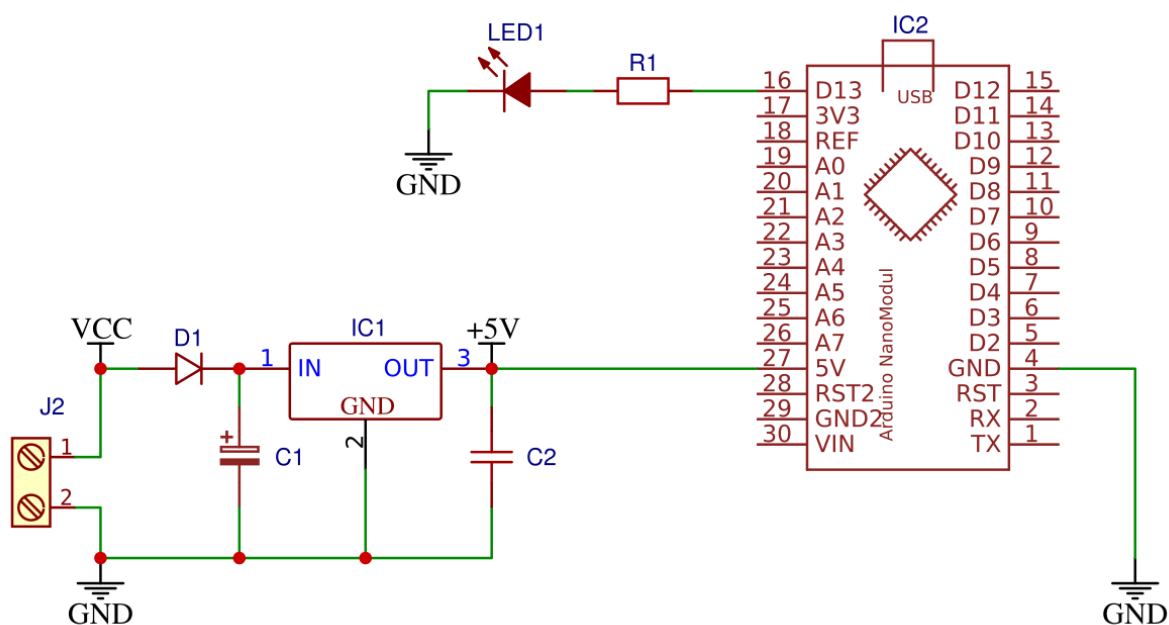 LED1
R1
IC2
USB
16 D13 D12 15
17 3V3 D11 14
18 REF D10 13
19 A0 D9 12
20 A1 D8 11
21 A2 D7 10
22 A3 D6 9
23 A4 D5 8
24 A5 D4 7
25 A6 D3 6
26 A7 D2 5
27 5V GND 4
28 RST2 RST 3
29 GND2 RX 2
30 VIN TX 1
Arduino NanoModul
GND
VCC
D1
IC1
+5V
1 IN OUT 3
GND
2
J2
1
2
C1
+
C2
GND
GND